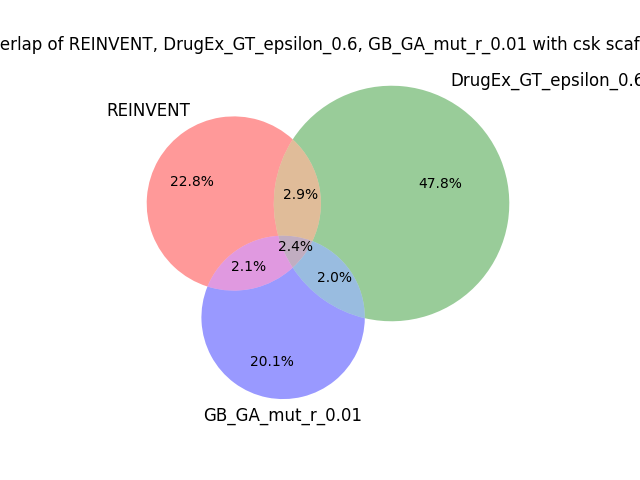 erlap of REINVENT, DrugEx_GT_epsilon_0.6, GB_GA_mut_r_0.01 with csk scaf
DrugEx_GT_epsilon_0.6
REINVENT
22.8%
47.8%
2.9%
2.4%
2.1%
2.0%
20.1%
GB_GA_mut_r_0.01